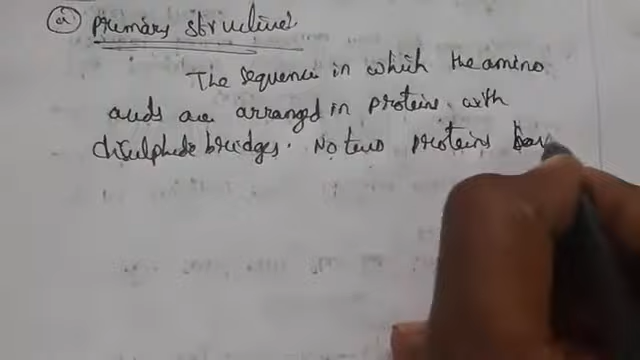 (a) Primary structure:
The sequence in which the amino
acids are arranged in proteins with
disulphide bridges. No two proteins hav